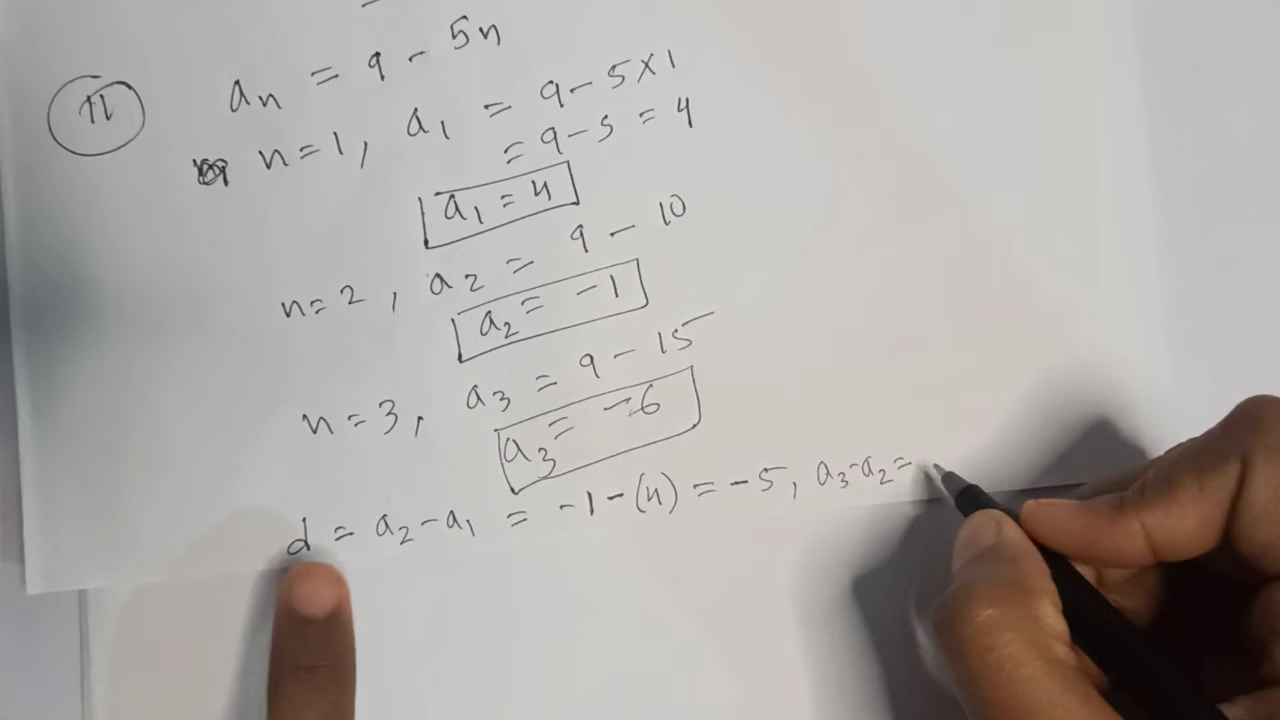 11 aₙ = 9 - 5n
n=1, a₁ = 9 - 5×1
= 9 - 5 = 4
a₁ = 4
n=2, a₂ = 9 - 10
a₂ = -1
n=3, a₃ = 9 - 15
a₃ = -6
d = a₂-a₁ = -1-(4) = -5, a₃-a₂=